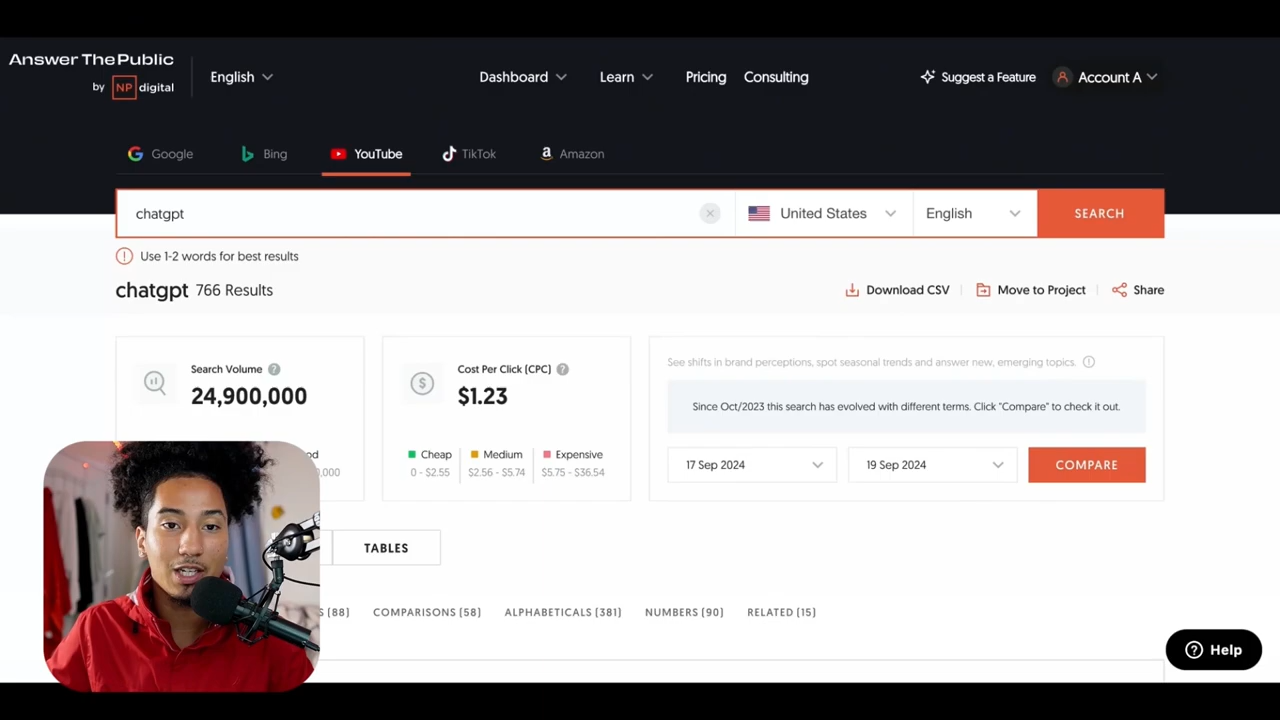 Answer The Public
by NP digital
English
Dashboard
Learn
Pricing
Consulting
Suggest a Feature
A
Account A
Google
Bing
YouTube
TikTok
Amazon
chatgpt
United States
English
SEARCH
Use 1-2 words for best results
chatgpt 766 Results
Download CSV
Move to Project
Share
Search Volume
24,900,000
Cost Per Click (CPC)
$1.23
Cheap
0 - $2.55
Medium
$2.56 - $5.74
Expensive
$5.75 - $36.54
See shifts in brand perceptions, spot seasonal trends and answer new, emerging topics.
Since Oct/2023 this search has evolved with different terms. Click "Compare" to check it out.
17 Sep 2024
19 Sep 2024
COMPARE
TABLES
(88)
COMPARISONS (58)
ALPHABETICALS (381)
NUMBERS (90)
RELATED (15)
Help